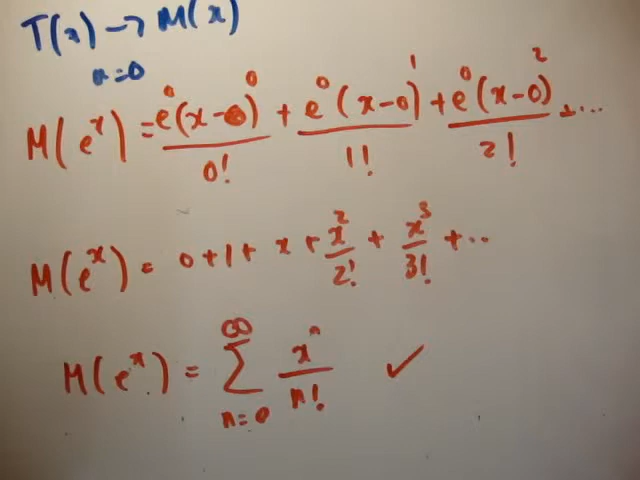 T(x) → M(x)
n=0
M(e^x) = e^0(x-0)^0/0! + e^0(x-0)^1/1! + e^0(x-0)^2/2! + ...
M(e^x) = 0+1+ x + x^2/2! + x^3/3! + ..
M(e^x) = ∑_{n=0}^{∞} x^n/n! ✓